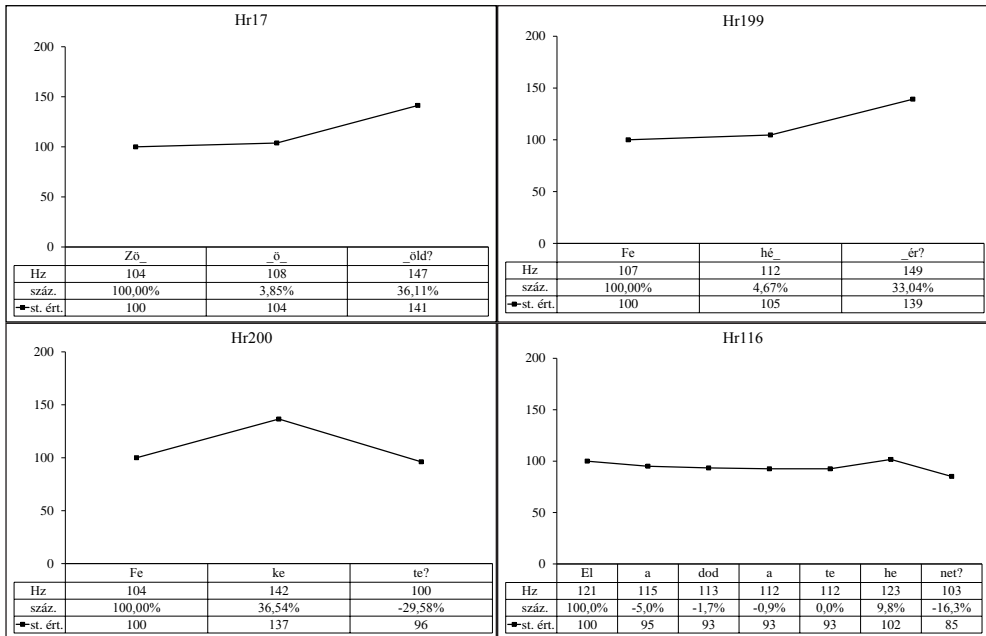 Hr17
200
150
100
50
0
Zö_ _ö_ _öld?
Hz 104 108 147
száz. 100,00% 3,85% 36,11%
st. ért. 100 104 141
Hr199
200
150
100
50
0
Fe hé_ _ér?
Hz 107 112 149
száz. 100,00% 4,67% 33,04%
st. ért. 100 105 139
Hr200
200
150
100
50
0
Fe ke te?
Hz 104 142 100
száz. 100,00% 36,54% -29,58%
st. ért. 100 137 96
Hr116
200
150
100
50
0
El a dod a te he net?
Hz 121 115 113 112 112 123 103
száz. 100,0% -5,0% -1,7% -0,9% 0,0% 9,8% -16,3%
st. ért. 100 95 93 93 93 102 85